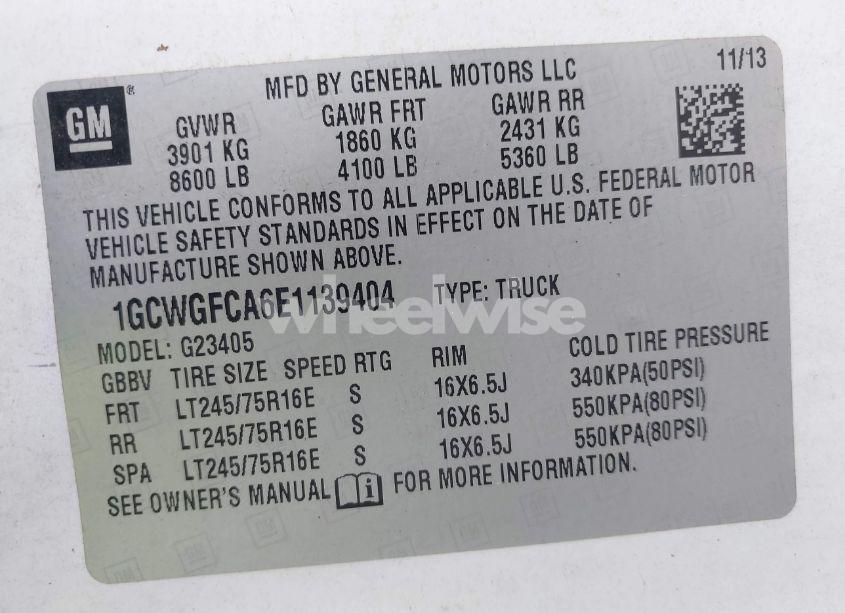 MFD BY GENERAL MOTORS LLC 11/13
GM ®
GVWR GAWR FRT GAWR RR
3901 KG 1860 KG 2431 KG
8600 LB 4100 LB 5360 LB
THIS VEHICLE CONFORMS TO ALL APPLICABLE U.S. FEDERAL MOTOR
VEHICLE SAFETY STANDARDS IN EFFECT ON THE DATE OF
MANUFACTURE SHOWN ABOVE.
1GCWGFCA6E1139404 TYPE: TRUCK
wheelwise
MODEL: G23405
GBBV TIRE SIZE SPEED RTG RIM COLD TIRE PRESSURE
FRT LT245/75R16E S 16X6.5J 340KPA(50PSI)
RR LT245/75R16E S 16X6.5J 550KPA(80PSI)
SPA LT245/75R16E S 16X6.5J 550KPA(80PSI)
SEE OWNER'S MANUAL i FOR MORE INFORMATION.